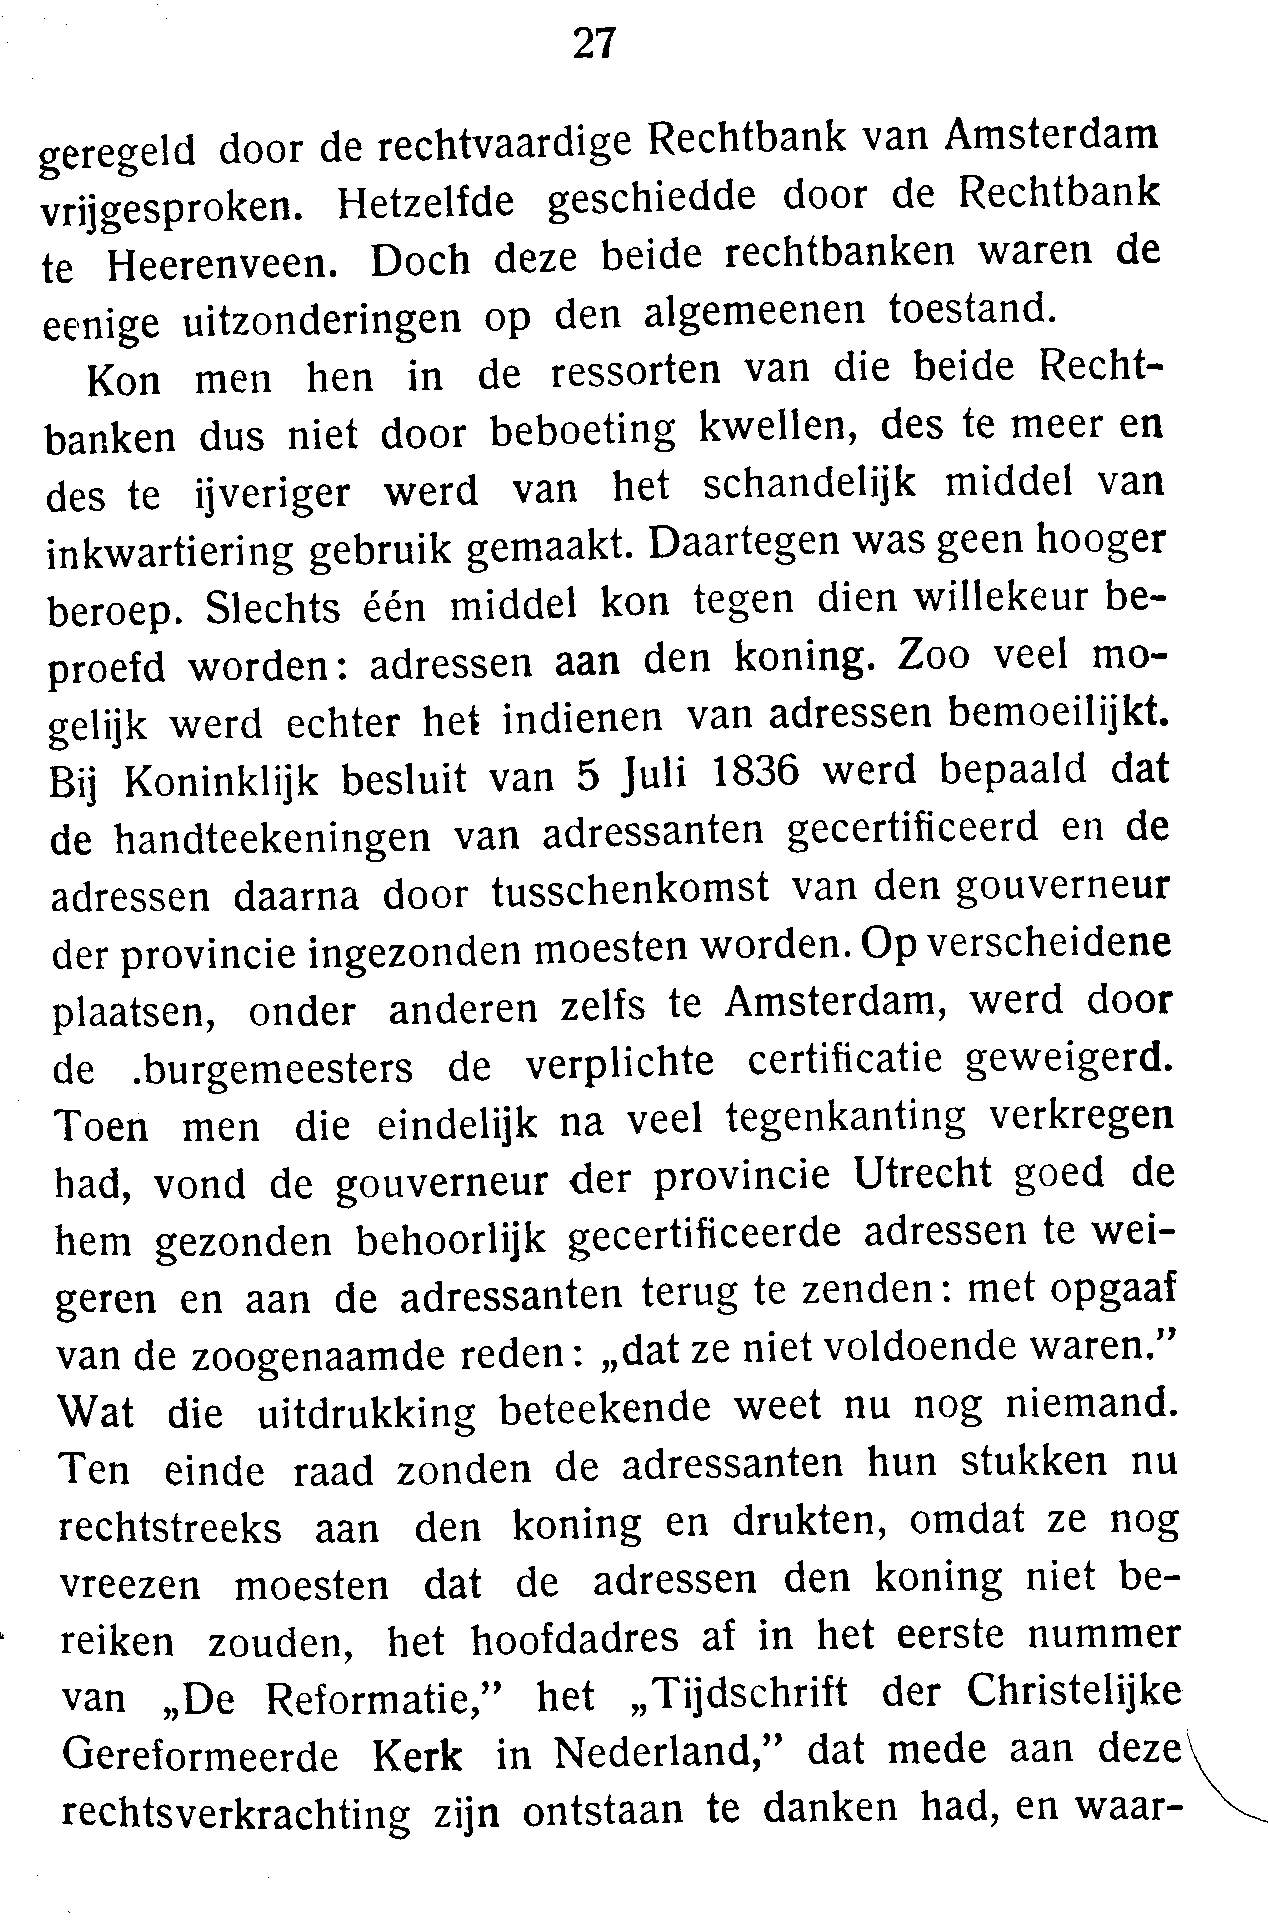 27
geregeld door de rechtvaardige Rechtbank van Amsterdam
vrijgesproken. Hetzelfde geschiedde door de Rechtbank
te Heerenveen. Doch deze beide rechtbanken waren de
eenige uitzonderingen op den algemeenen toestand.
Kon men hen in de ressorten van die beide Recht-
banken dus niet door beboeting kwellen, des te meer en
des te ijveriger werd van het schandelijk middel van
inkwartiering gebruik gemaakt. Daartegen was geen hooger
beroep. Slechts één middel kon tegen dien willekeur be-
proefd worden: adressen aan den koning. Zoo veel mo-
gelijk werd echter het indienen van adressen bemoeilijkt.
Bij Koninklijk besluit van 5 Juli 1836 werd bepaald dat
de handteekeningen van adressanten gecertificeerd en de
adressen daarna door tusschenkomst van den gouverneur
der provincie ingezonden moesten worden. Op verscheidene
plaatsen, onder anderen zelfs te Amsterdam, werd door
de .burgemeesters de verplichte certificatie geweigerd.
Toen men die eindelijk na veel tegenkanting verkregen
had, vond de gouverneur der provincie Utrecht goed de
hem gezonden behoorlijk gecertificeerde adressen te wei-
geren en aan de adressanten terug te zenden: met opgaaf
van de zoogenaamde reden: „dat ze niet voldoende waren.”
Wat die uitdrukking beteekende weet nu nog niemand.
Ten einde raad zonden de adressanten hun stukken nu
rechtstreeks aan den koning en drukten, omdat ze nog
vreezen moesten dat de adressen den koning niet be-
reiken zouden, het hoofdadres af in het eerste nummer
van „De Reformatie,” het „Tijdschrift der Christelijke
Gereformeerde Kerk in Nederland,” dat mede aan deze
rechtsverkrachting zijn ontstaan te danken had, en waar-